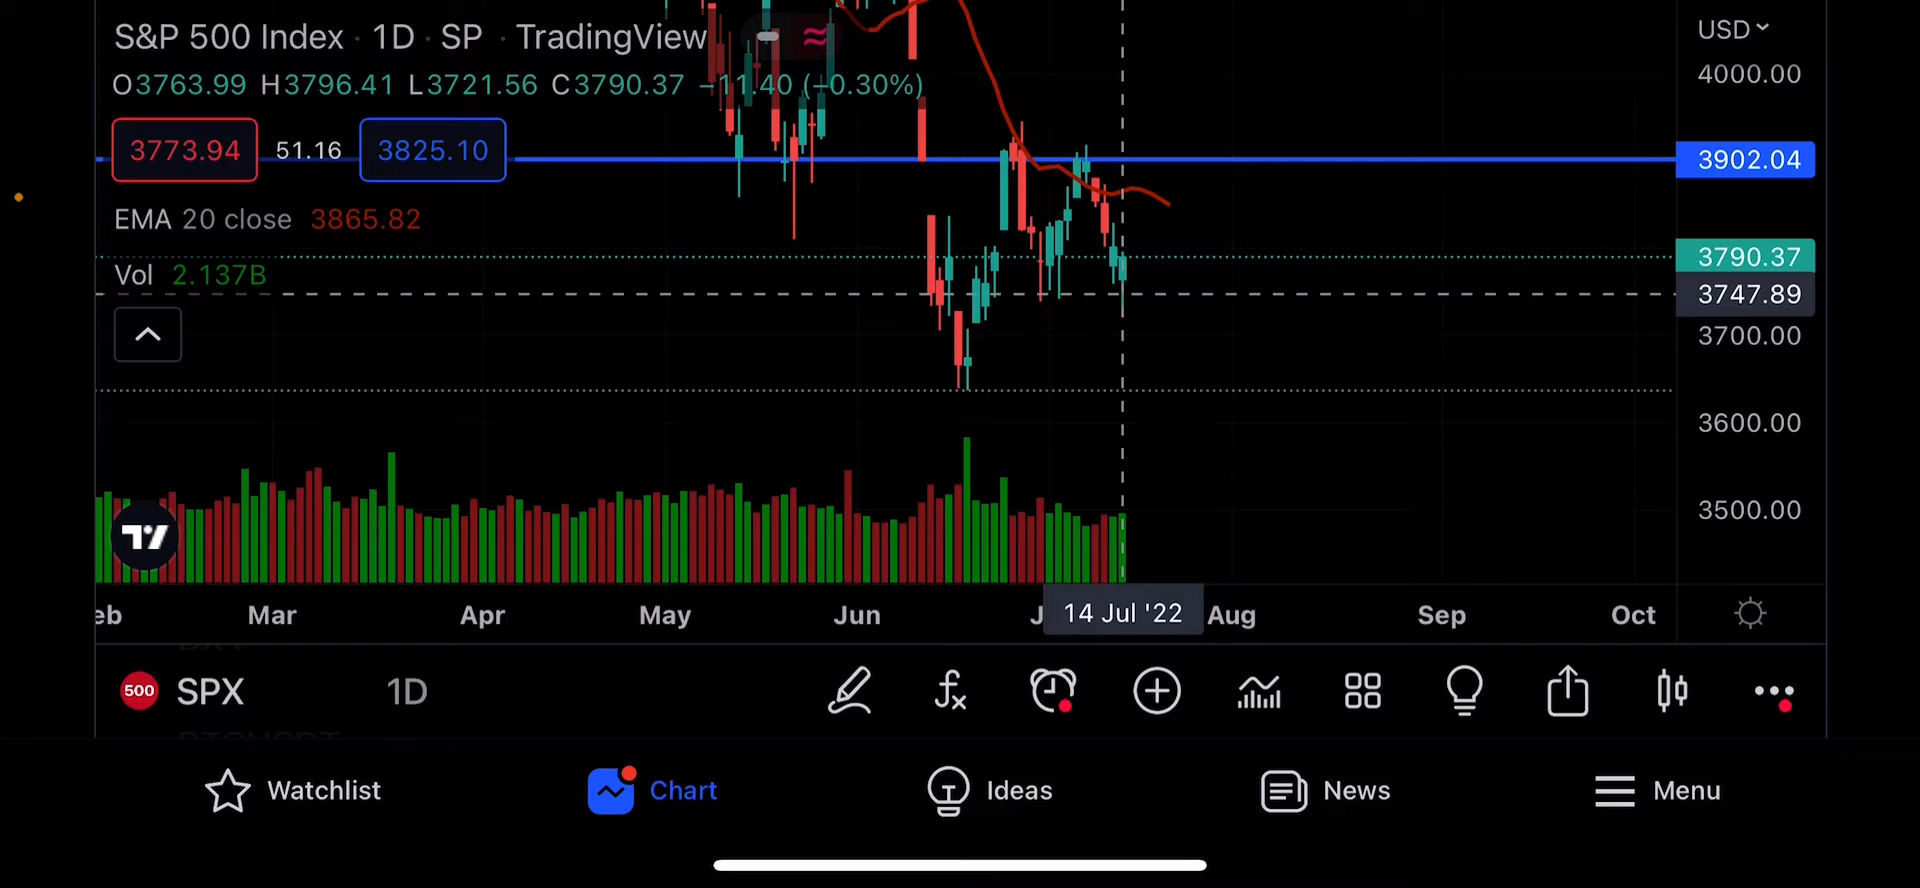 S&P 500 Index · 1D · SP · TradingView
USD
4000.00
O3763.99 H3796.41 L3721.56 C3790.37 −11.40 (−0.30%)
3773.94 51.16 3825.10
3902.04
EMA 20 close 3865.82
3790.37
Vol 2.137B
3747.89
3700.00
3600.00
3500.00
eb Mar Apr May Jun J 14 Jul '22 Aug Sep Oct
500 SPX 1D
Watchlist Chart Ideas News Menu